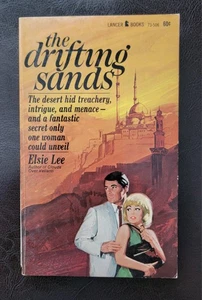 LANCER BOOKS
60¢
the
drifting
sands
The desert hid treachery,
intrigue, and menace—
and a fantastic
secret only
one woman
could unveil
Elsie Lee